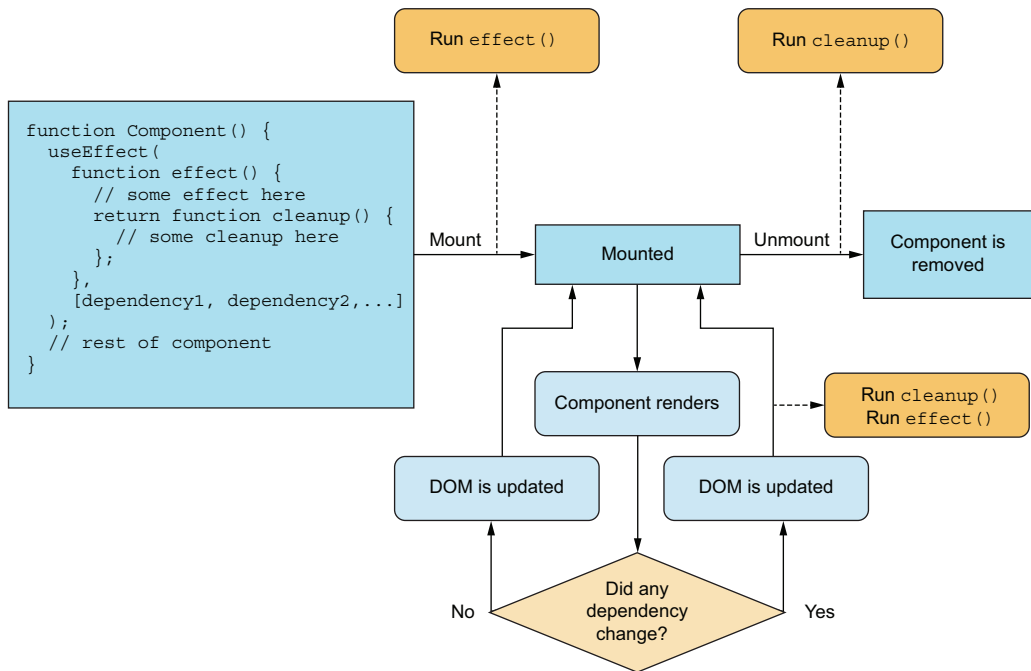 Run effect()
Run cleanup()
function Component() {
  useEffect(
    function effect() {
      // some effect here
      return function cleanup() {
        // some cleanup here
      };
    },
    [dependency1, dependency2,...]
  );
  // rest of component
}
Mount
Mounted
Unmount
Component is
removed
Component renders
Run cleanup()
Run effect()
DOM is updated
DOM is updated
No
Did any
dependency
change?
Yes